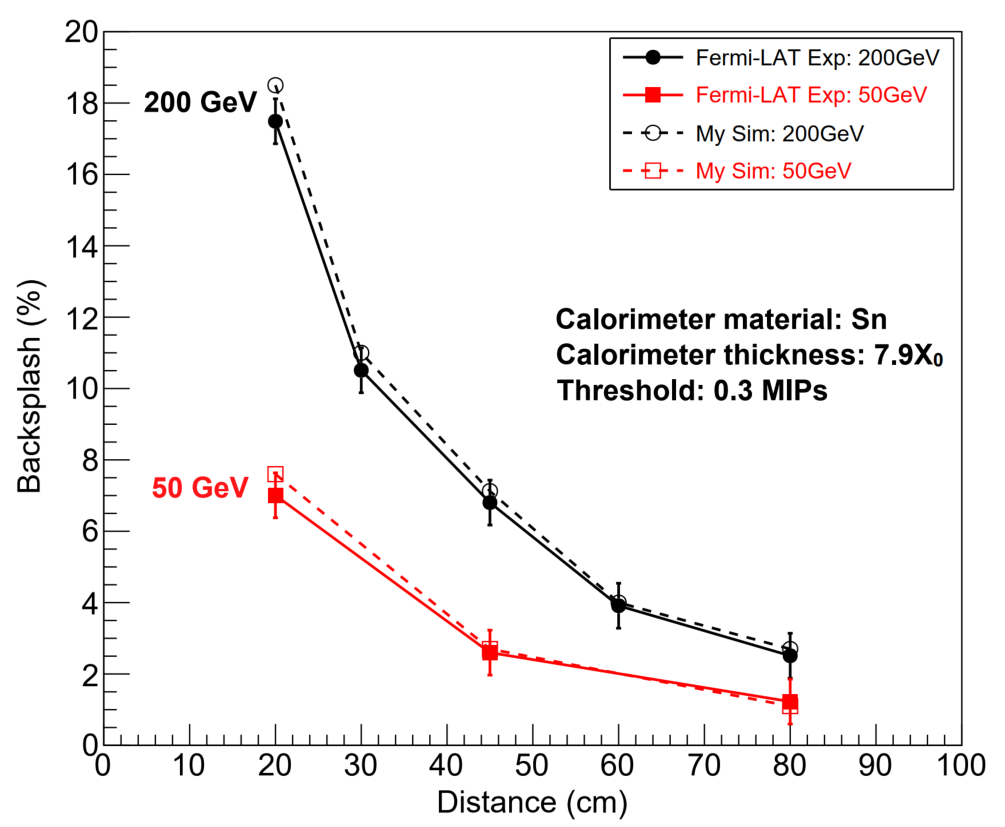 20
18
16
14
12
10
8
6
4
2
0
Backsplash (%)
200 GeV
50 GeV
Fermi-LAT Exp: 200GeV
Fermi-LAT Exp: 50GeV
My Sim: 200GeV
My Sim: 50GeV
Calorimeter material: Sn
Calorimeter thickness: 7.9X₀
Threshold: 0.3 MIPs
0 10 20 30 40 50 60 70 80 90 100
Distance (cm)